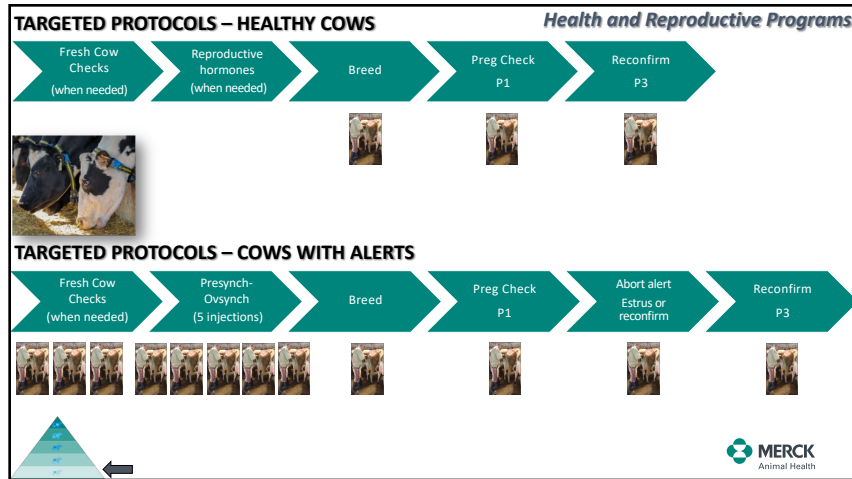 TARGETED PROTOCOLS – HEALTHY COWS
Health and Reproductive Programs
Fresh Cow
Checks
(when needed)
Reproductive
hormones
(when needed)
Breed
Preg Check
P1
Reconfirm
P3
TARGETED PROTOCOLS – COWS WITH ALERTS
Fresh Cow
Checks
(when needed)
Presynch-
Ovsynch
(5 injections)
Breed
Preg Check
P1
Abort alert
Estrus or
reconfirm
Reconfirm
P3
MERCK
Animal Health